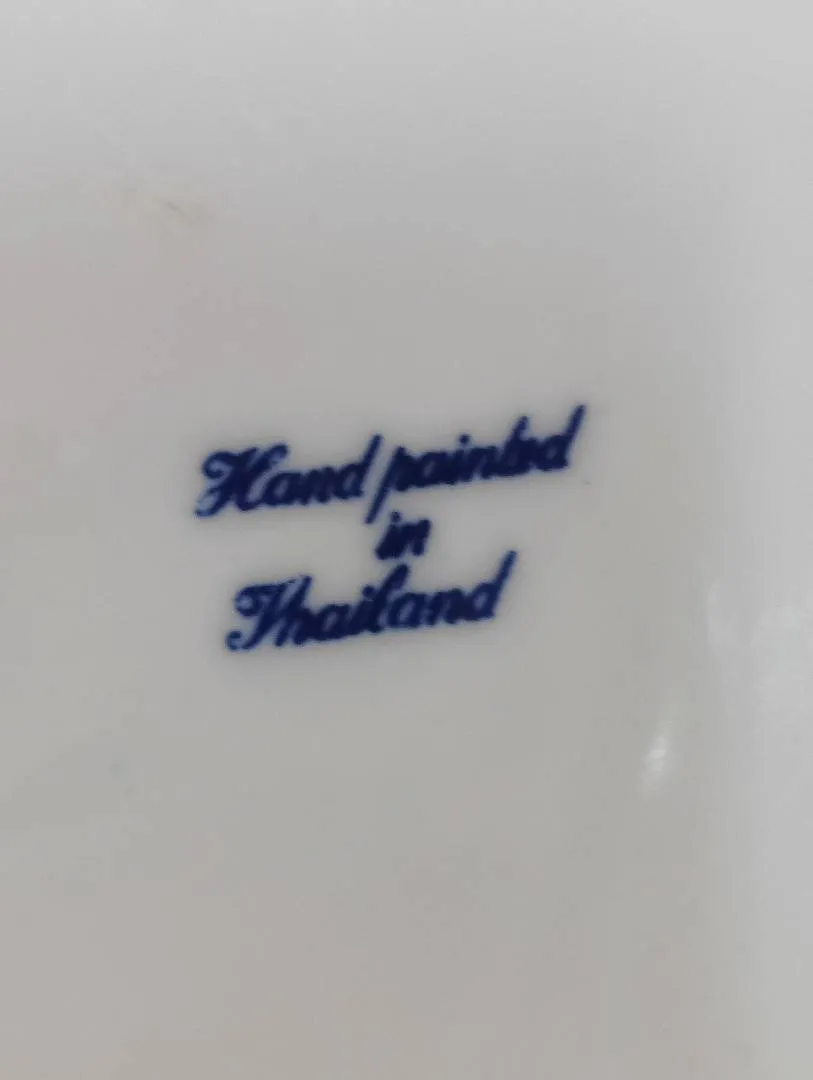 Hand painted
in
Thailand